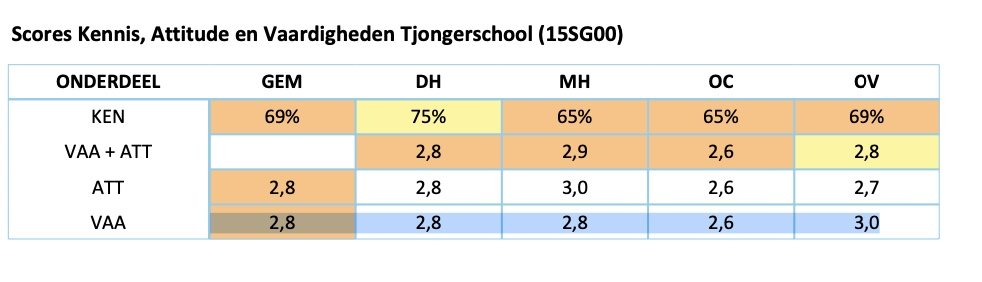 Scores Kennis, Attitude en Vaardigheden Tjongerschool (15SG00)
ONDERDEEL GEM DH MH OC OV
KEN 69% 75% 65% 65% 69%
VAA + ATT 2,8 2,9 2,6 2,8
ATT 2,8 2,8 3,0 2,6 2,7
VAA 2,8 2,8 2,8 2,6 3,0